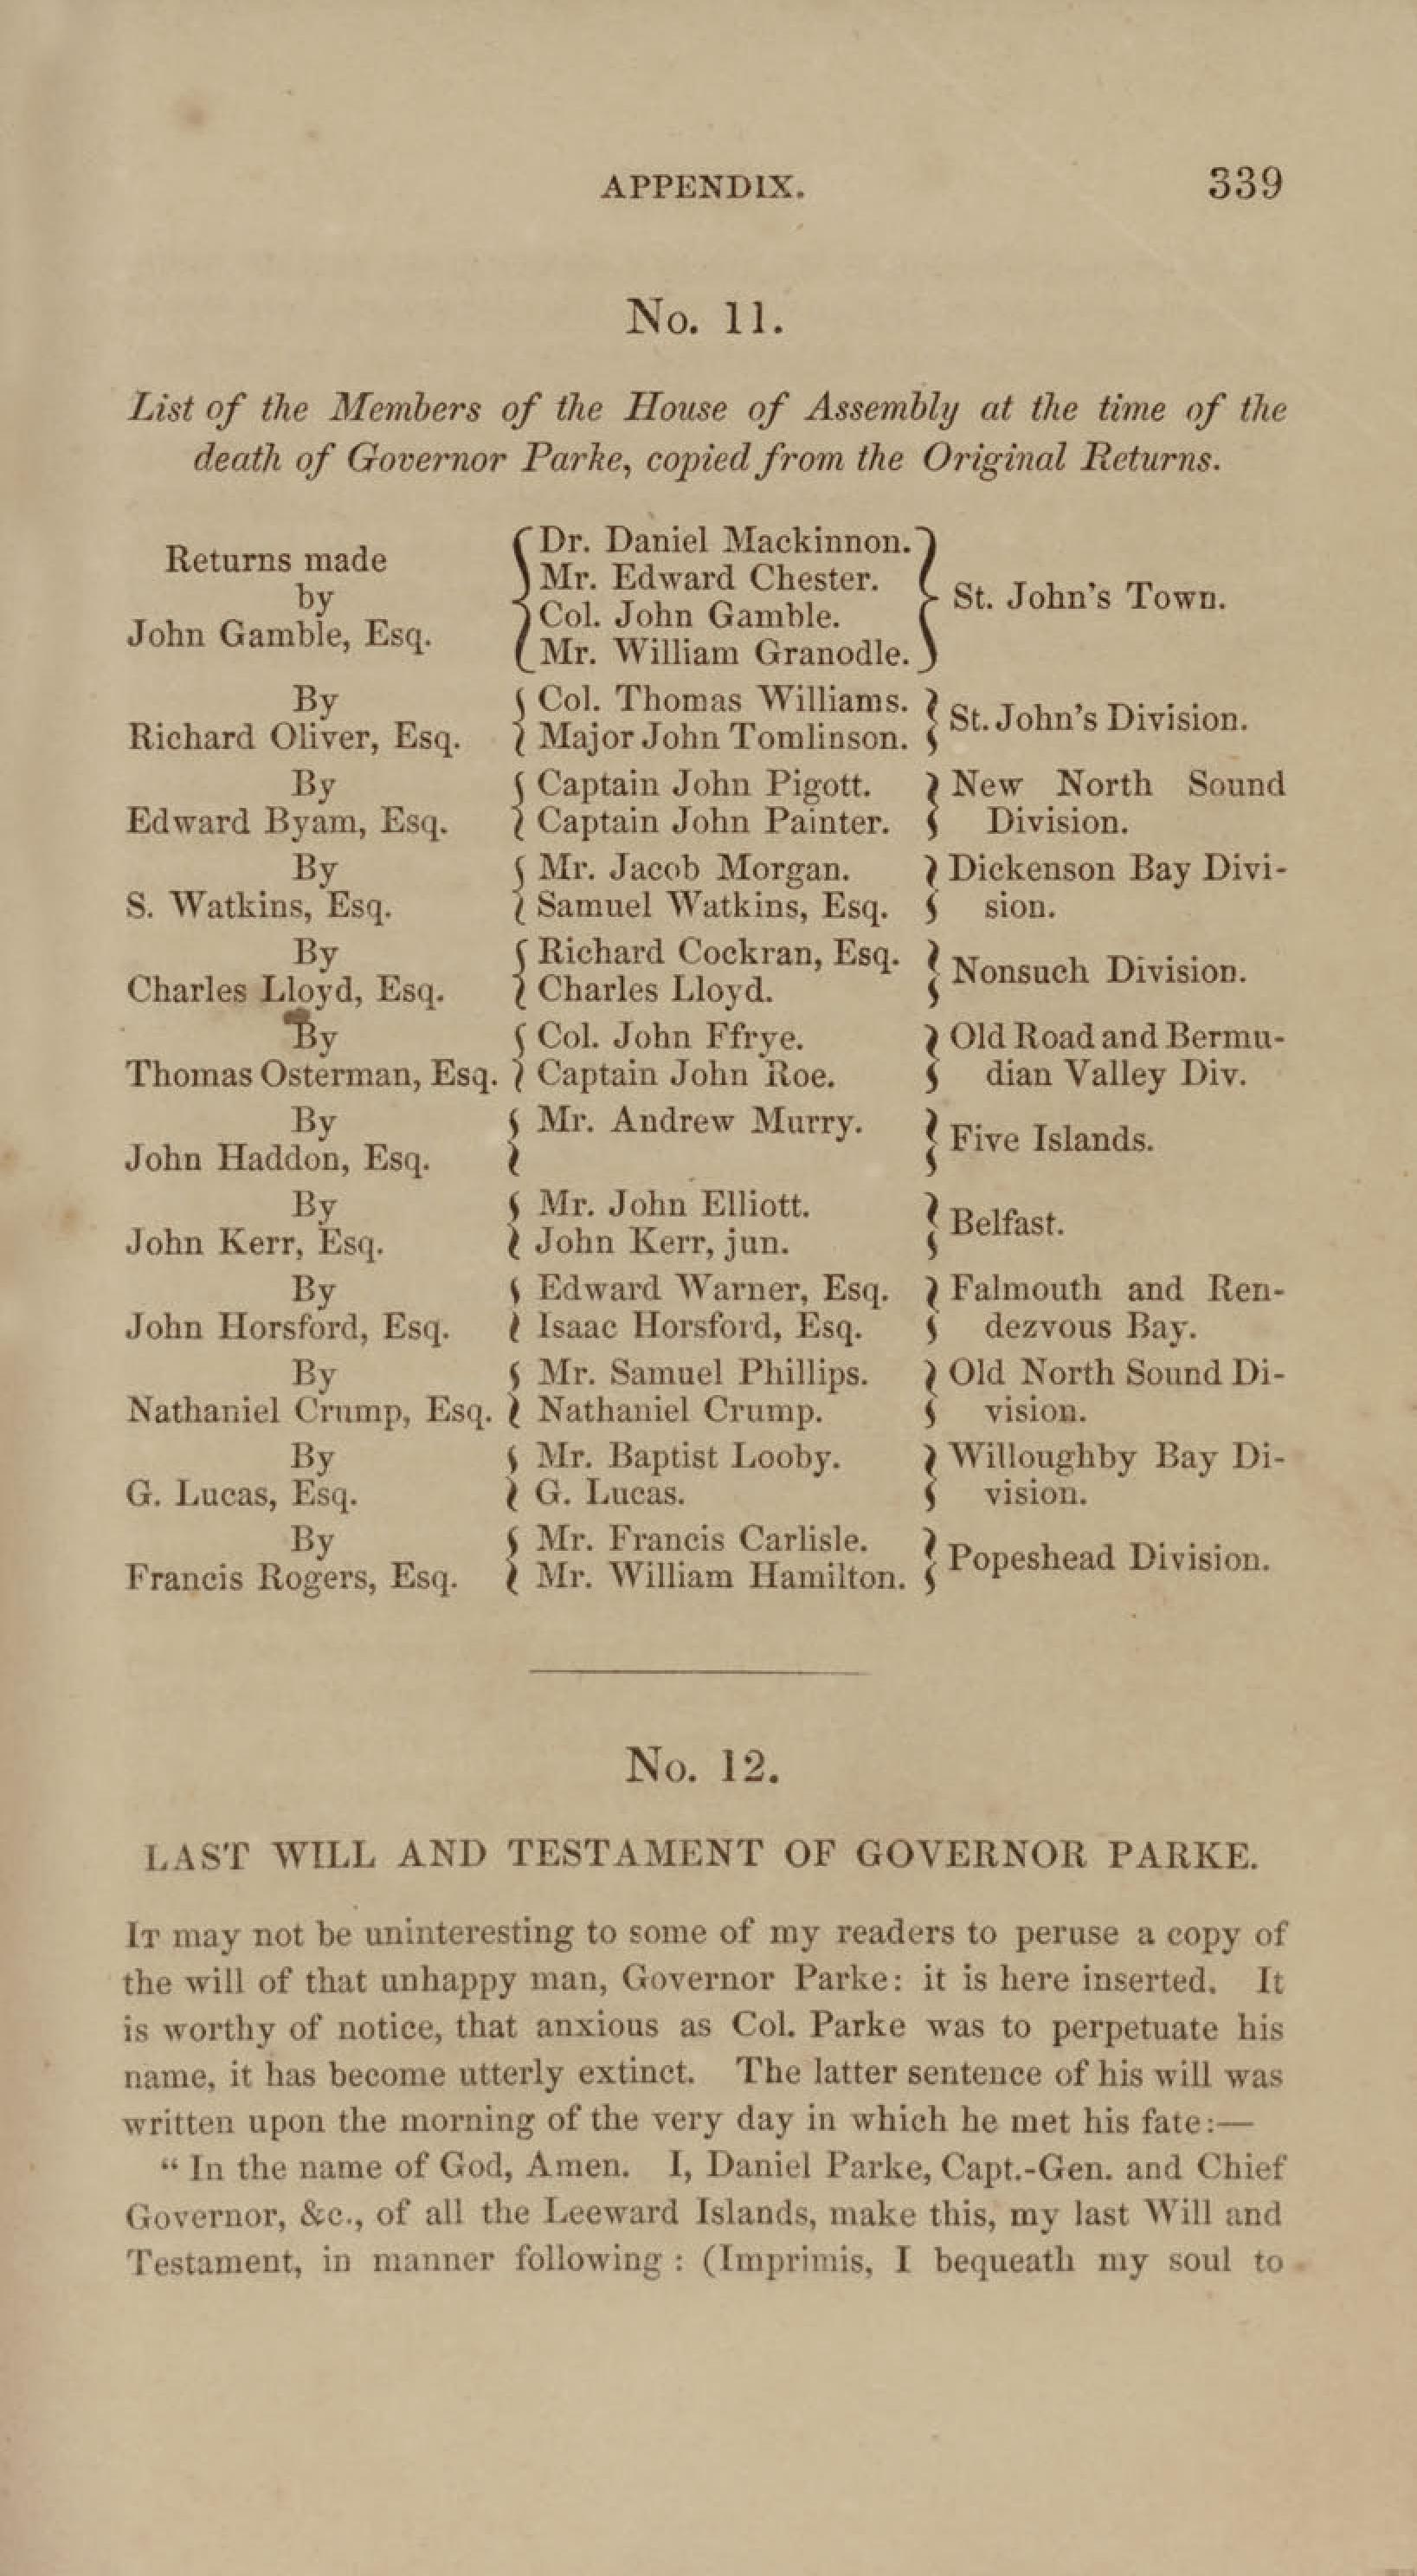 APPENDIX. 339
No. 11.
List of the Members of the House of Assembly at the time of the
death of Governor Parke, copied from the Original Returns.
Returns made
by
John Gamble, Esq.
Dr. Daniel Mackinnon.
Mr. Edward Chester.
Col. John Gamble.
Mr. William Granodle.
St. John's Town.
By
Richard Oliver, Esq.
Col. Thomas Williams.
Major John Tomlinson.
St. John's Division.
By
Edward Byam, Esq.
Captain John Pigott.
Captain John Painter.
New North Sound
Division.
By
S. Watkins, Esq.
Mr. Jacob Morgan.
Samuel Watkins, Esq.
Dickenson Bay Divi-
sion.
By
Charles Lloyd, Esq.
Richard Cockran, Esq.
Charles Lloyd.
Nonsuch Division.
By
Thomas Osterman, Esq.
Col. John Ffrye.
Captain John Roe.
Old Road and Bermu-
dian Valley Div.
By
John Haddon, Esq.
Mr. Andrew Murry.
Five Islands.
By
John Kerr, Esq.
Mr. John Elliott.
John Kerr, jun.
Belfast.
By
John Horsford, Esq.
Edward Warner, Esq.
Isaac Horsford, Esq.
Falmouth and Ren-
dezvous Bay.
By
Nathaniel Crump, Esq.
Mr. Samuel Phillips.
Nathaniel Crump.
Old North Sound Di-
vision.
By
G. Lucas, Esq.
Mr. Baptist Looby.
G. Lucas.
Willoughby Bay Di-
vision.
By
Francis Rogers, Esq.
Mr. Francis Carlisle.
Mr. William Hamilton.
Popeshead Division.
No. 12.
LAST WILL AND TESTAMENT OF GOVERNOR PARKE.
It may not be uninteresting to some of my readers to peruse a copy of
the will of that unhappy man, Governor Parke: it is here inserted. It
is worthy of notice, that anxious as Col. Parke was to perpetuate his
name, it has become utterly extinct. The latter sentence of his will was
written upon the morning of the very day in which he met his fate:—
"In the name of God, Amen. I, Daniel Parke, Capt.-Gen. and Chief
Governor, &c., of all the Leeward Islands, make this, my last Will and
Testament, in manner following: (Imprimis, I bequeath my soul to